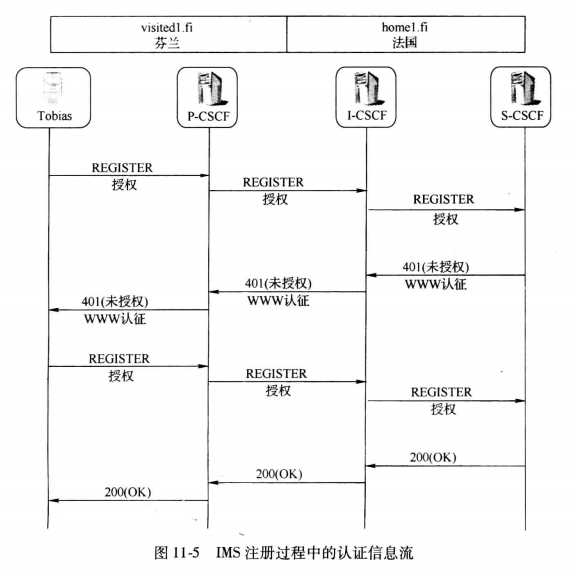 visited1.fi
芬兰
home1.fi
法国
Tobias
P-CSCF
I-CSCF
S-CSCF
REGISTER
授权
REGISTER
授权
REGISTER
授权
401(未授权)
WWW认征
401(未授权)
WWW认征
401(未授权)
WWW认征
REGISTER
授权
REGISTER
授权
REGISTER
授权
200(OK)
200(OK)
200(OK)
图 11-5 IMS 注册过程中的认证信息流